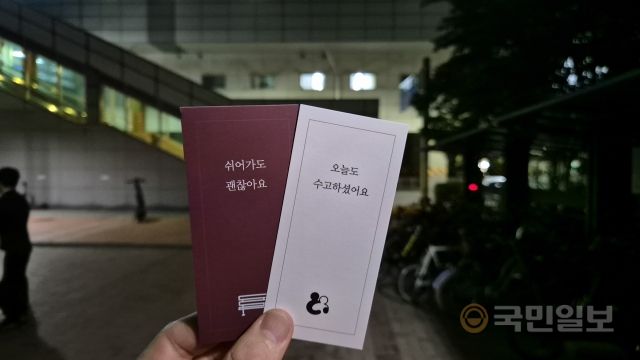 쉬어가도
괜찮아요
오늘도
수고하셨어요
국민일보